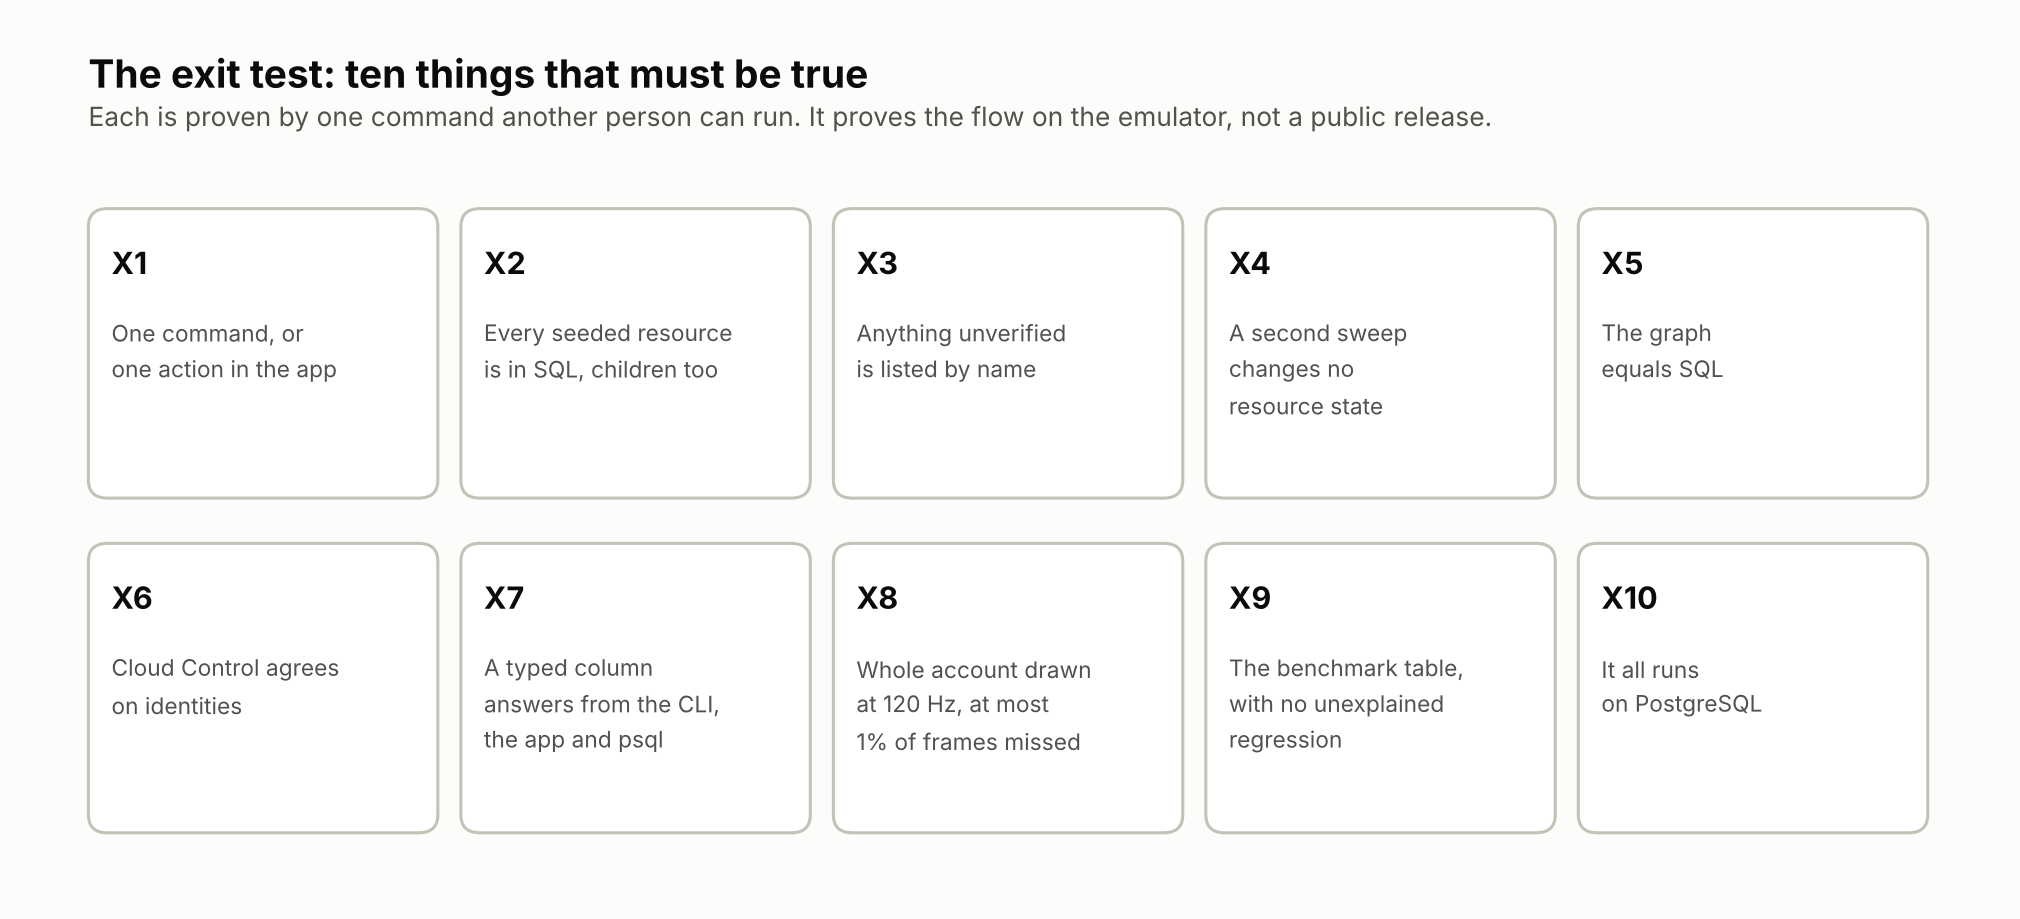 The exit test: ten things that must be true
Each is proven by one command another person can run. It proves the flow on the emulator, not a public release.
X1
One command, or
one action in the app
X2
Every seeded resource
is in SQL, children too
X3
Anything unverified
is listed by name
X4
A second sweep
changes no
resource state
X5
The graph
equals SQL
X6
Cloud Control agrees
on identities
X7
A typed column
answers from the CLI,
the app and psql
X8
Whole account drawn
at 120 Hz, at most
1% of frames missed
X9
The benchmark table,
with no unexplained
regression
X10
It all runs
on PostgreSQL